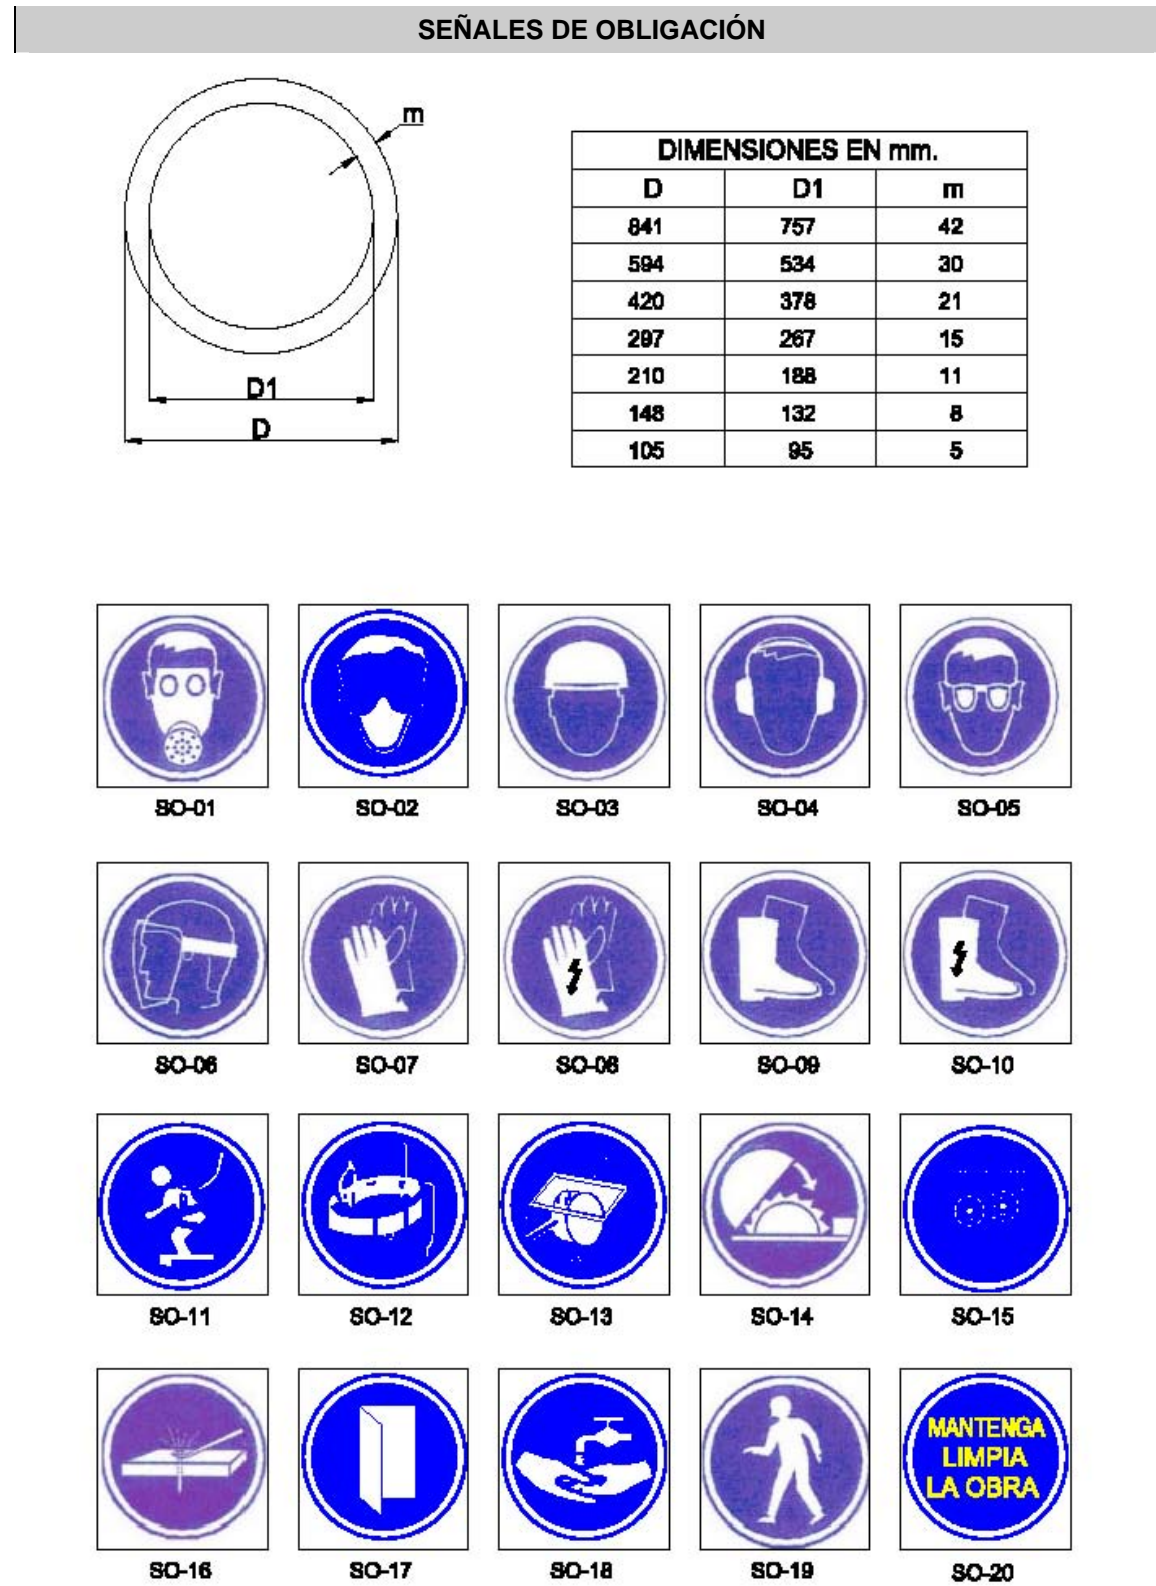 SEÑALES DE OBLIGACIÓN
m
D1
D
DIMENSIONES EN mm.
D D1 m
841 757 42
594 534 30
420 378 21
297 267 15
210 188 11
148 132 8
105 95 5
SO-01 SO-02 SO-03 SO-04 SO-05
SO-06 SO-07 SO-08 SO-09 SO-10
SO-11 SO-12 SO-13 SO-14 SO-15
MANTENGA
LIMPIA
LA OBRA
SO-16 SO-17 SO-18 SO-19 SO-20